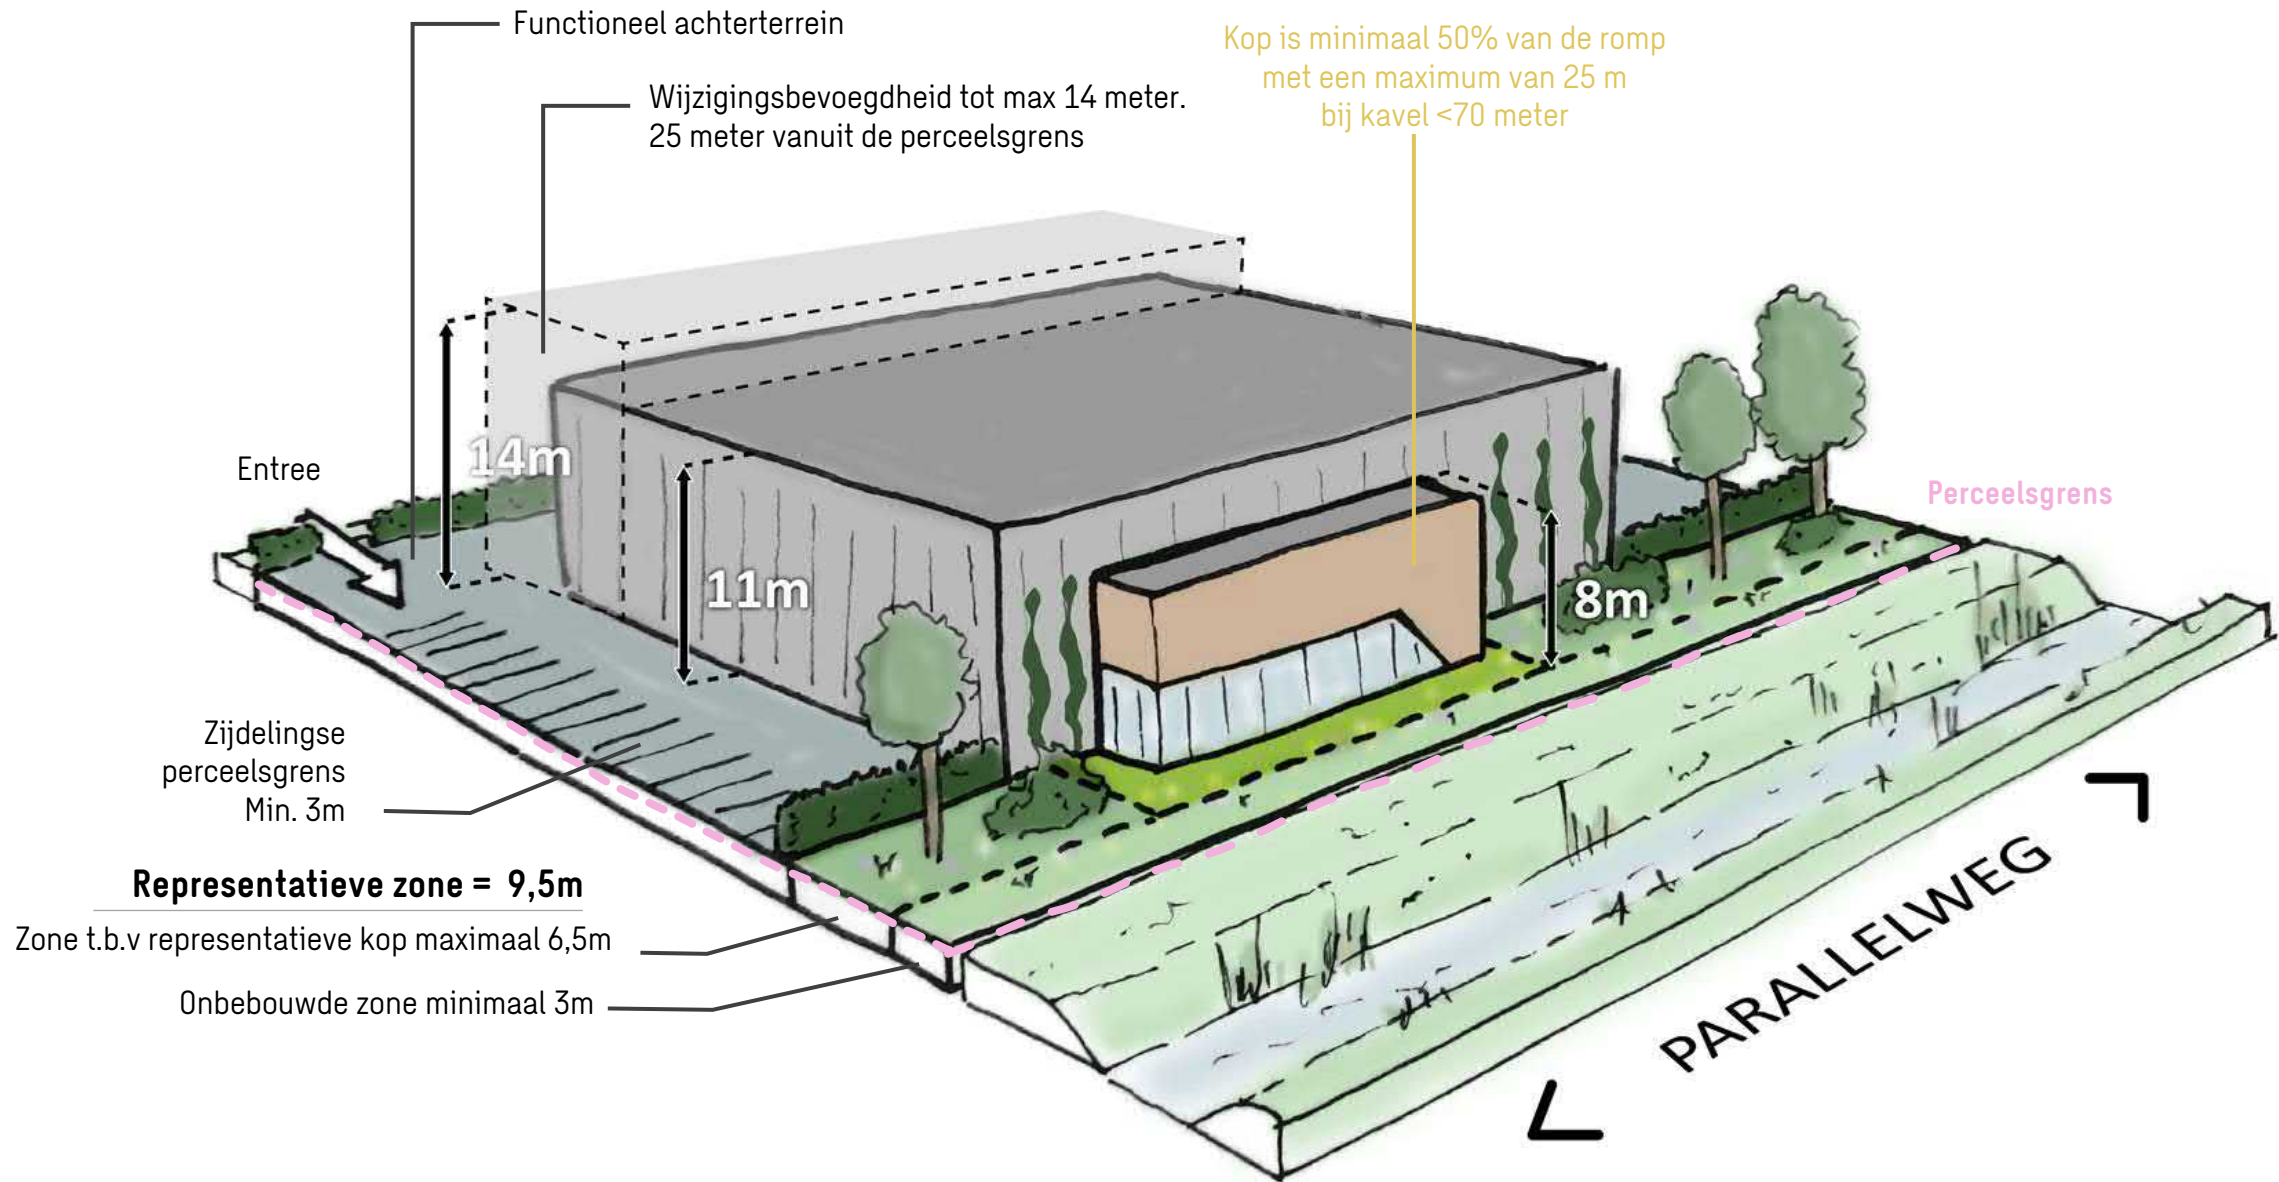 Functioneel achterterrein
Wijzigingsbevoegdheid tot max 14 meter.
25 meter vanuit de perceelsgrens
Kop is minimaal 50% van de romp
met een maximum van 25 m
bij kavel <70 meter
Entree
14m
11m
8m
Perceelsgrens
Zijdelingse
perceelsgrens
Min. 3m
Representatieve zone = 9,5m
Zone t.b.v representatieve kop maximaal 6,5m
Onbebouwde zone minimaal 3m
PARALLELWEG